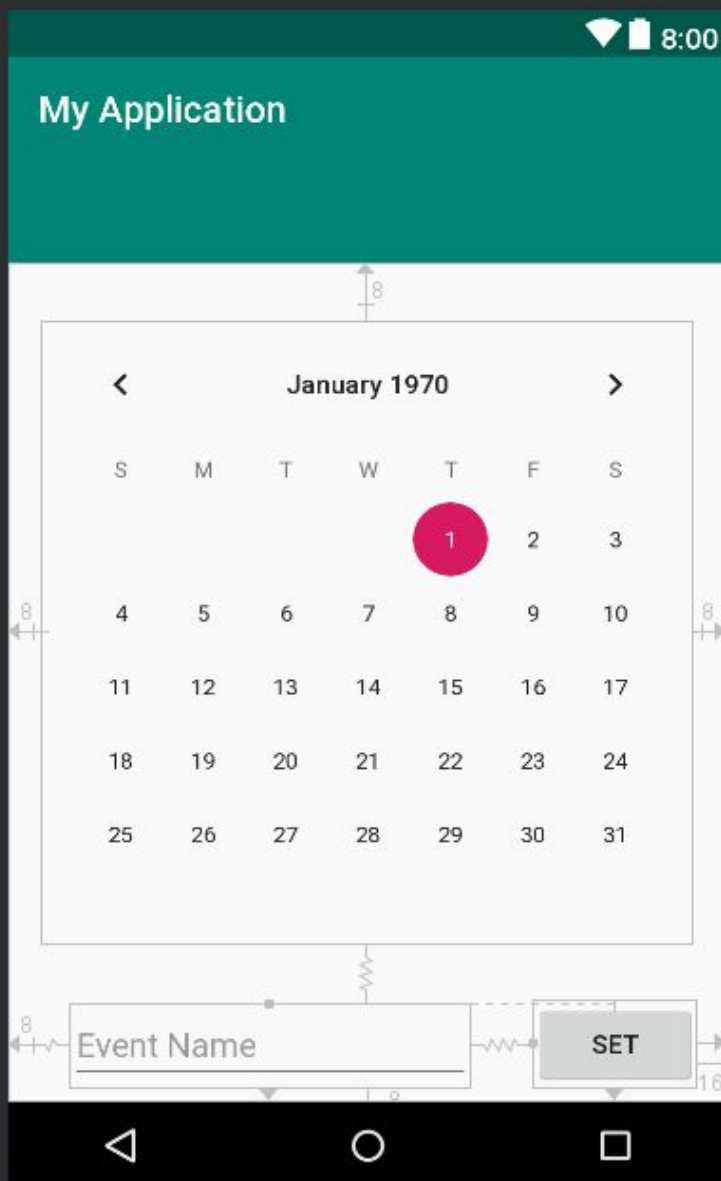 8:00
My Application
8
January 1970
S M T W T F S
1 2 3
4 5 6 7 8 9 10
8 8
11 12 13 14 15 16 17
18 19 20 21 22 23 24
25 26 27 28 29 30 31
8
Event Name SET
16
8